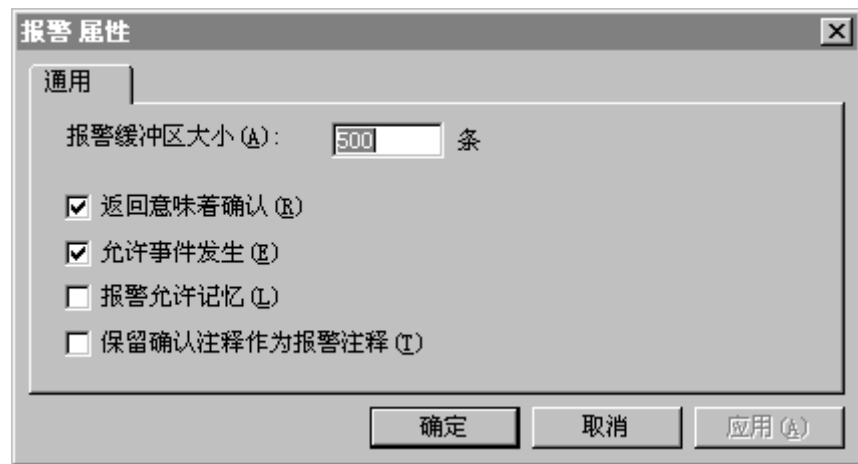 报警 属性
通用
报警缓冲区大小(A): 500 条
返回意味着确认(R)
允许事件发生(E)
报警允许记忆(L)
保留确认注释作为报警注释(T)
确定 取消 应用(A)